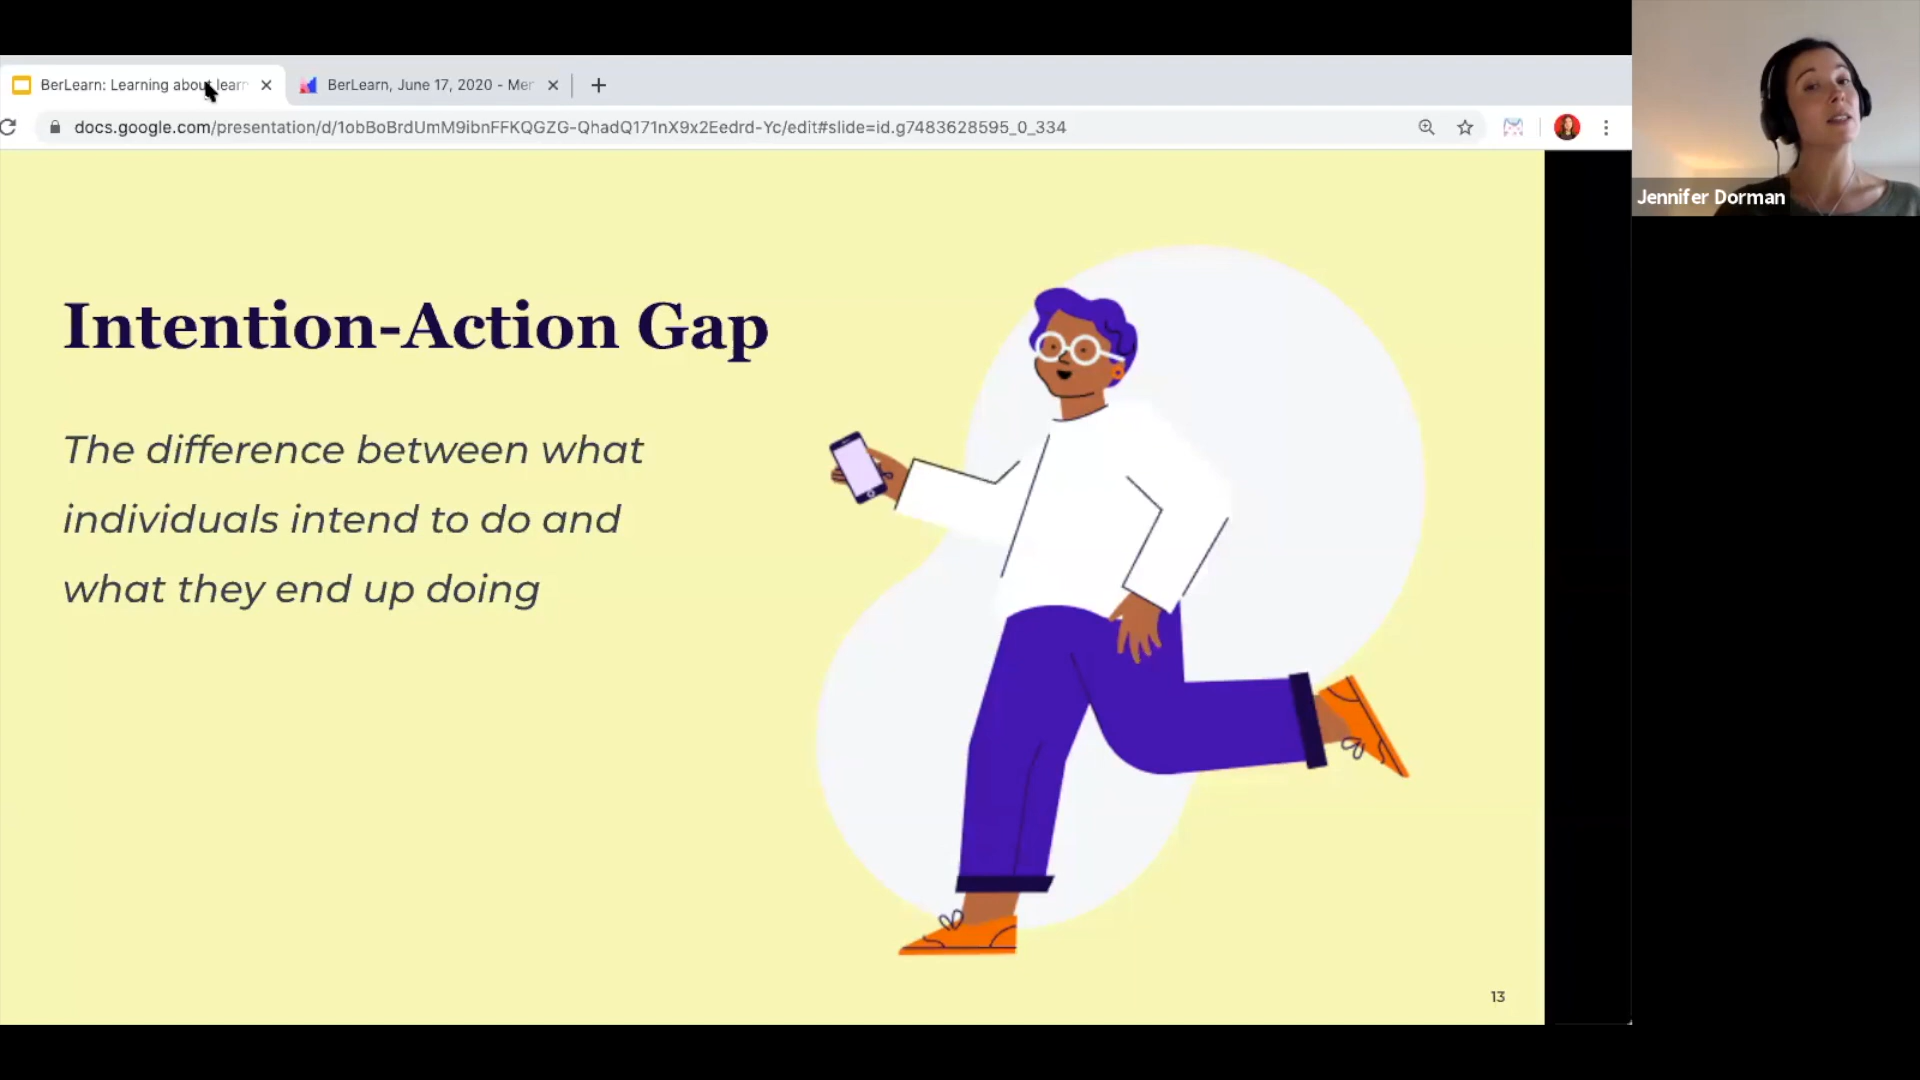 BerLearn: Learning about learn
BerLearn, June 17, 2020 - Mer
docs.google.com/presentation/d/1obBoBrdUmM9ibnFFKQGZG-QhadQ171nX9x2Eedrd-Yc/edit#slide=id.g7483628595_0_334
Jennifer Dorman
Intention-Action Gap
The difference between what
individuals intend to do and
what they end up doing
13